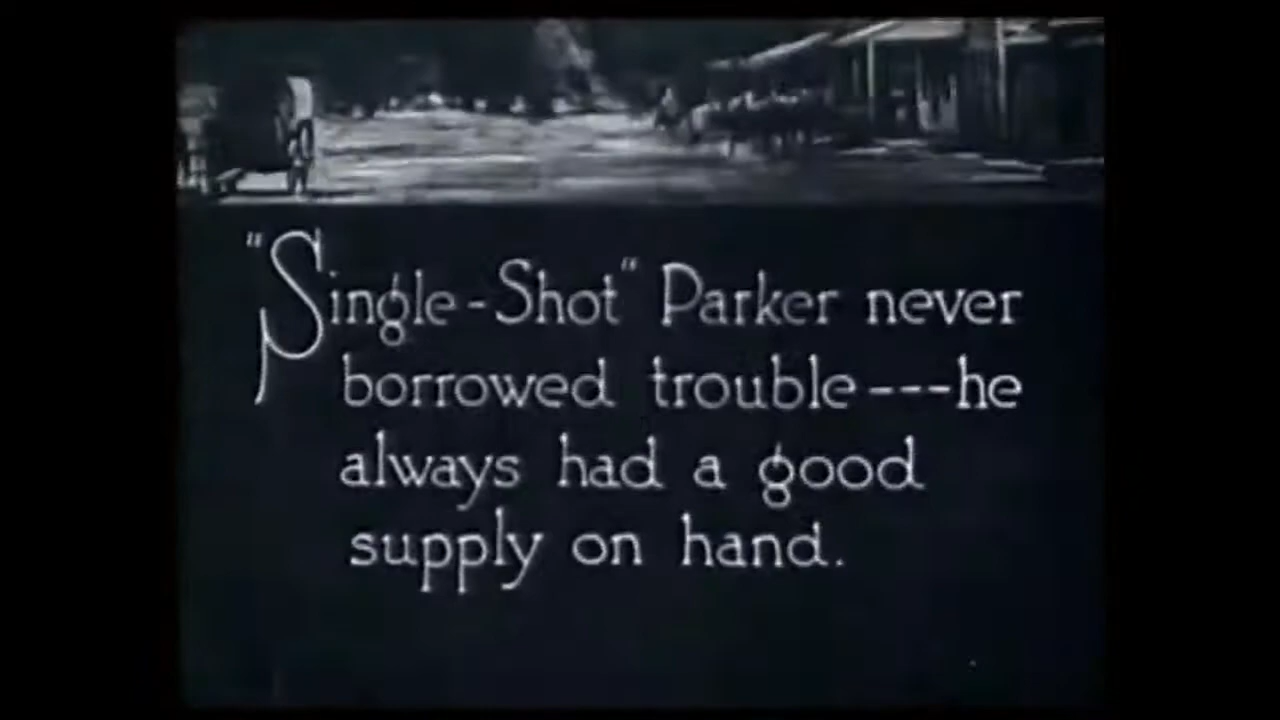 "Single-Shot" Parker never
borrowed trouble---he
always had a good
supply on hand.